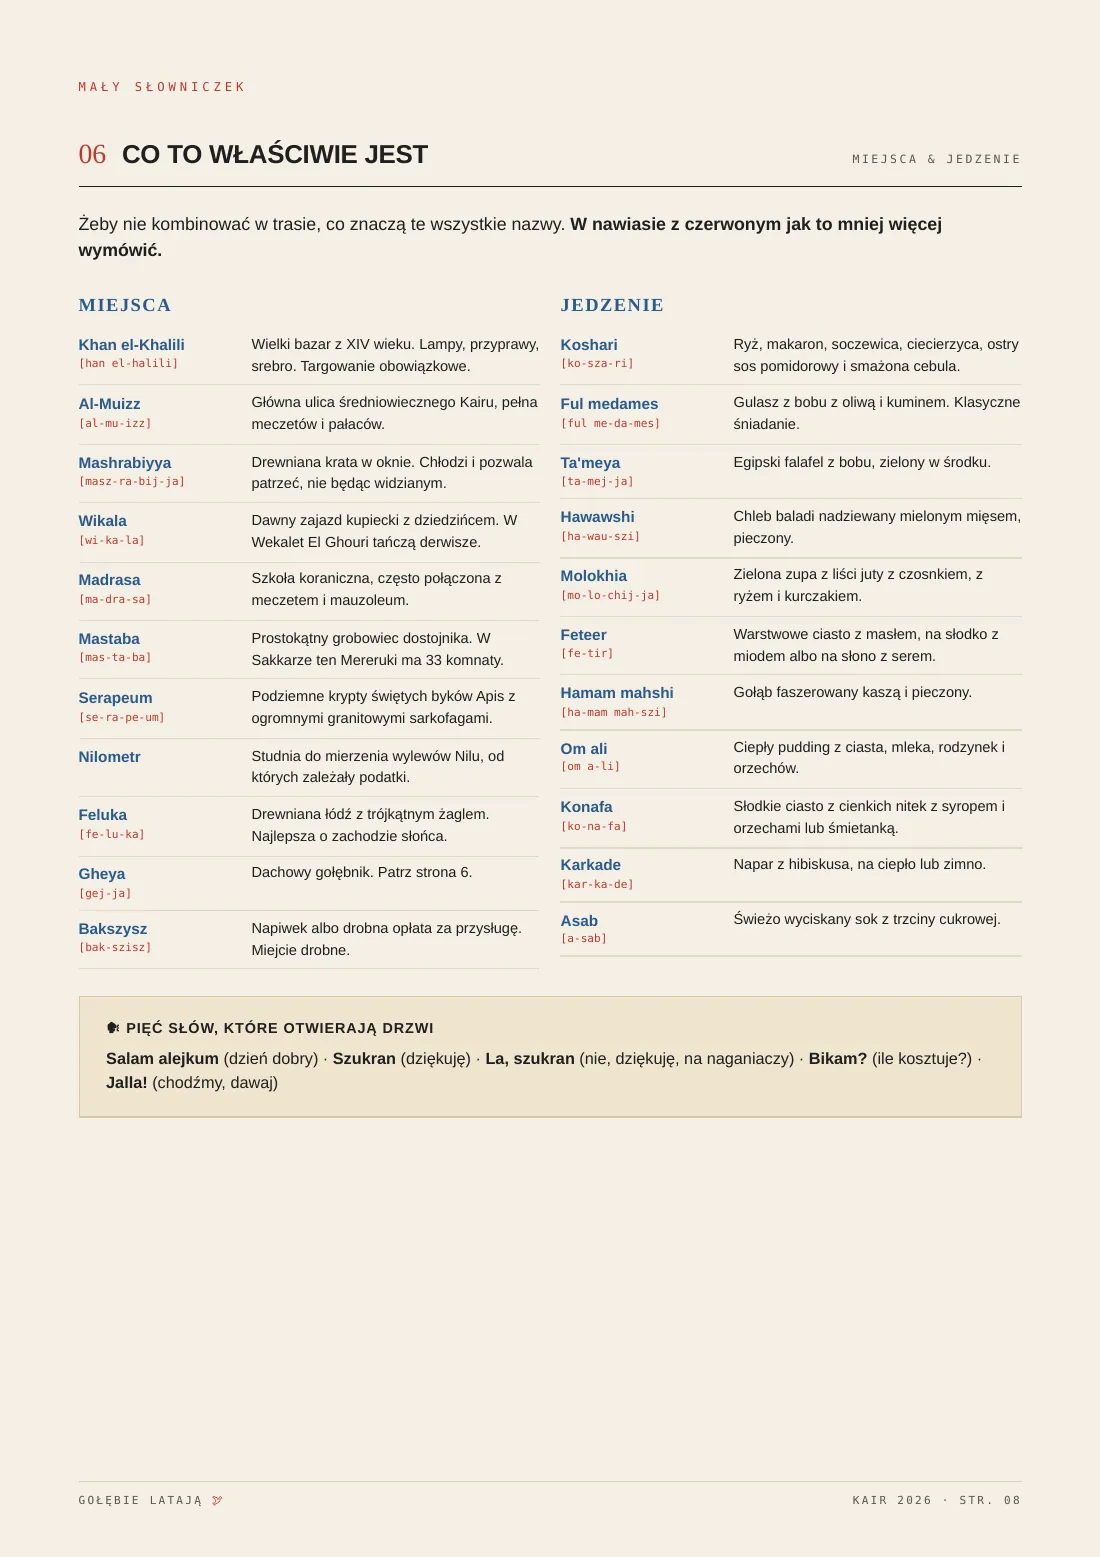 MAŁY SŁOWNICZEK
06 CO TO WŁAŚCIWIE JEST
MIEJSCA & JEDZENIE
Żeby nie kombinować w trasie, co znaczą te wszystkie nazwy. W nawiasie z czerwonym jak to mniej więcej
wymówić.
MIEJSCA
Khan el-Khalili
[han el-halili]
Wielki bazar z XIV wieku. Lampy, przyprawy,
srebro. Targowanie obowiązkowe.
Al-Muizz
[al-mu-izz]
Główna ulica średniowiecznego Kairu, pełna
meczetów i pałaców.
Mashrabiyya
[masz-ra-bij-ja]
Drewniana krata w oknie. Chłodzi i pozwala
patrzeć, nie będąc widzianym.
Wikala
[wi-ka-la]
Dawny zajazd kupiecki z dziedzińcem. W
Wekalet El Ghouri tańczą derwisze.
Madrasa
[ma-dra-sa]
Szkoła koraniczna, często połączona z
meczetem i mauzoleum.
Mastaba
[mas-ta-ba]
Prostokątny grobowiec dostojnika. W
Sakkarze ten Mereruki ma 33 komnaty.
Serapeum
[se-ra-pe-um]
Podziemne krypty świętych byków Apis z
ogromnymi granitowymi sarkofagami.
Nilometr
Studnia do mierzenia wylewów Nilu, od
których zależały podatki.
Feluka
[fe-lu-ka]
Drewniana łódź z trójkątnym żaglem.
Najlepsza o zachodzie słońca.
Gheya
[gej-ja]
Dachowy gołębnik. Patrz strona 6.
Bakszysz
[bak-szisz]
Napiwek albo drobna opłata za przysługę.
Miejcie drobne.
JEDZENIE
Koshari
[ko-sza-ri]
Ryż, makaron, soczewica, ciecierzyca, ostry
sos pomidorowy i smażona cebula.
Ful medames
[ful me-da-mes]
Gulasz z bobu z oliwą i kuminem. Klasyczne
śniadanie.
Ta'meya
[ta-mej-ja]
Egipski falafel z bobu, zielony w środku.
Hawawshi
[ha-wau-szi]
Chleb baladi nadziewany mielonym mięsem,
pieczony.
Molokhia
[mo-lo-chij-ja]
Zielona zupa z liści juty z czosnkiem, z
ryżem i kurczakiem.
Feteer
[fe-tir]
Warstwowe ciasto z masłem, na słodko z
miodem albo na słono z serem.
Hamam mahshi
[ha-mam mah-szi]
Gołąb faszerowany kaszą i pieczony.
Om ali
[om a-li]
Ciepły pudding z ciasta, mleka, rodzynek i
orzechów.
Konafa
[ko-na-fa]
Słodkie ciasto z cienkich nitek z syropem i
orzechami lub śmietanką.
Karkade
[kar-ka-de]
Napar z hibiskusa, na ciepło lub zimno.
Asab
[a-sab]
Świeżo wyciskany sok z trzciny cukrowej.
🗣 PIĘĆ SŁÓW, KTÓRE OTWIERAJĄ DRZWI
Salam alejkum (dzień dobry) · Szukran (dziękuję) · La, szukran (nie, dziękuję, na naganiaczy) · Bikam? (ile kosztuje?) ·
Jalla! (chodźmy, dawaj)
GOŁĘBIE LATAJĄ 🕊
KAIR 2026 · STR. 08